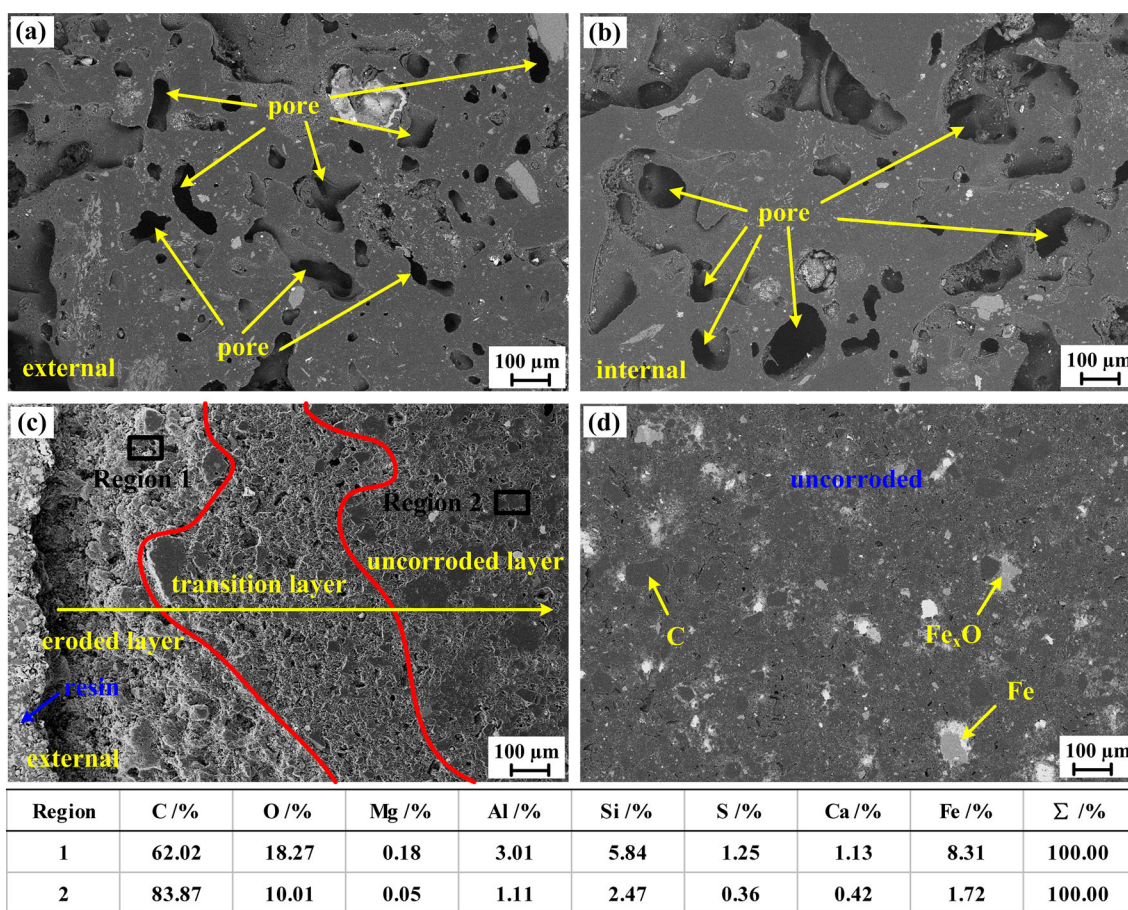 (a)
pore
pore
external
100 μm
(b)
pore
internal
100 μm
(c)
Region 1
Region 2
uncorroded layer
transition layer
eroded layer
resin
external
100 μm
(d)
uncorroded
C
FeₓO
Fe
100 μm
Region C /% O /% Mg /% Al /% Si /% S /% Ca /% Fe /% Σ /%
1 62.02 18.27 0.18 3.01 5.84 1.25 1.13 8.31 100.00
2 83.87 10.01 0.05 1.11 2.47 0.36 0.42 1.72 100.00